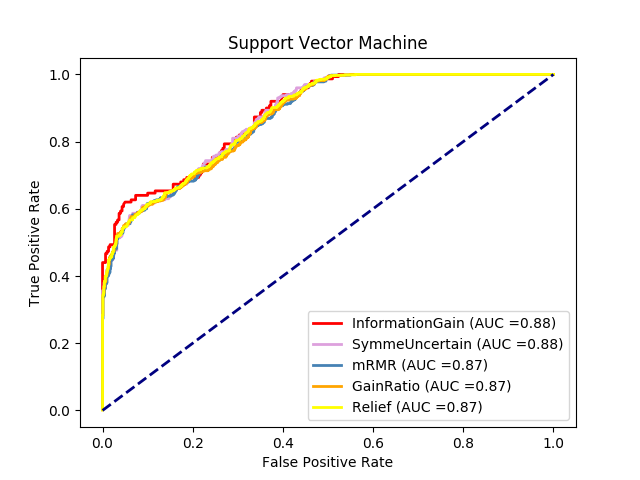 Support Vector Machine
1.0
0.8
0.6
0.4
0.2
0.0
True Positive Rate
InformationGain (AUC =0.88)
SymmeUncertain (AUC =0.88)
mRMR (AUC =0.87)
GainRatio (AUC =0.87)
Relief (AUC =0.87)
0.0 0.2 0.4 0.6 0.8 1.0
False Positive Rate